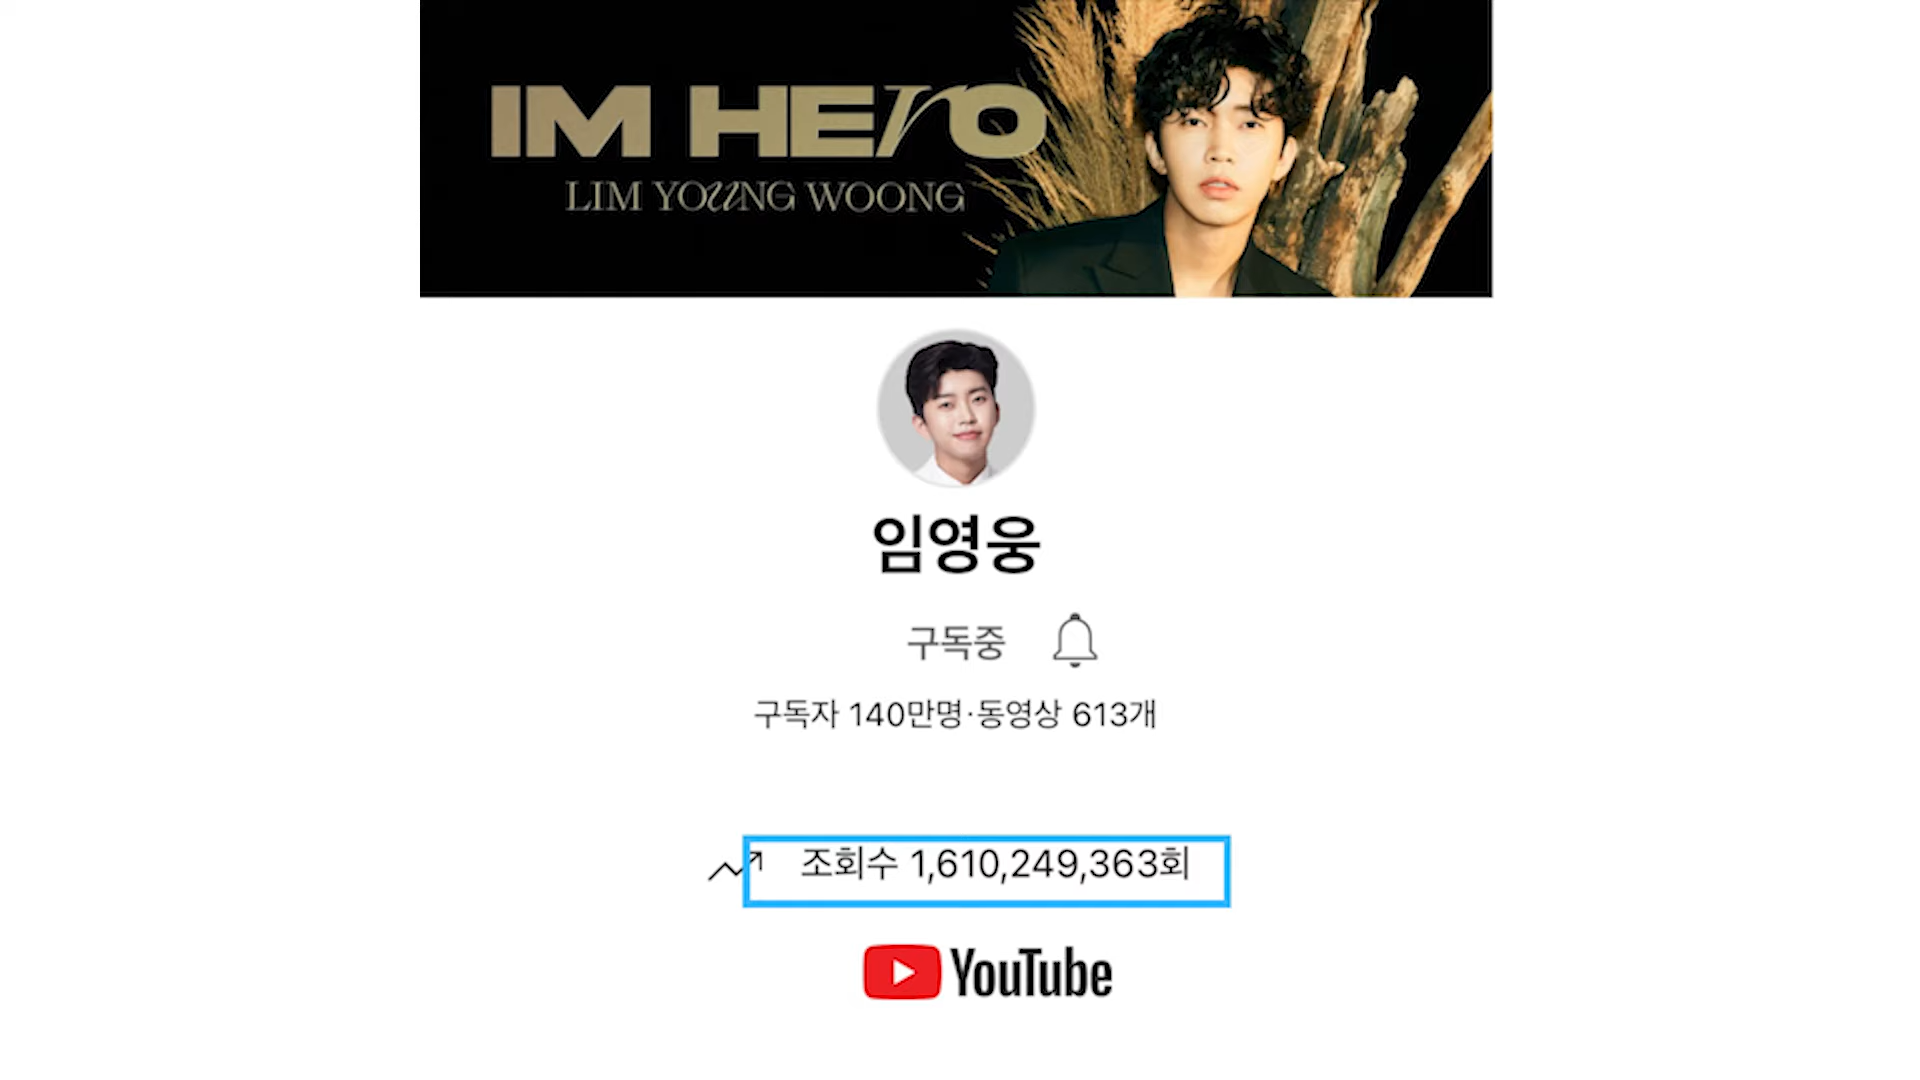 IM HERO
LIM YOUNG WOONG
임영웅
구독중
구독자 140만명·동영상 613개
조회수 1,610,249,363회
YouTube